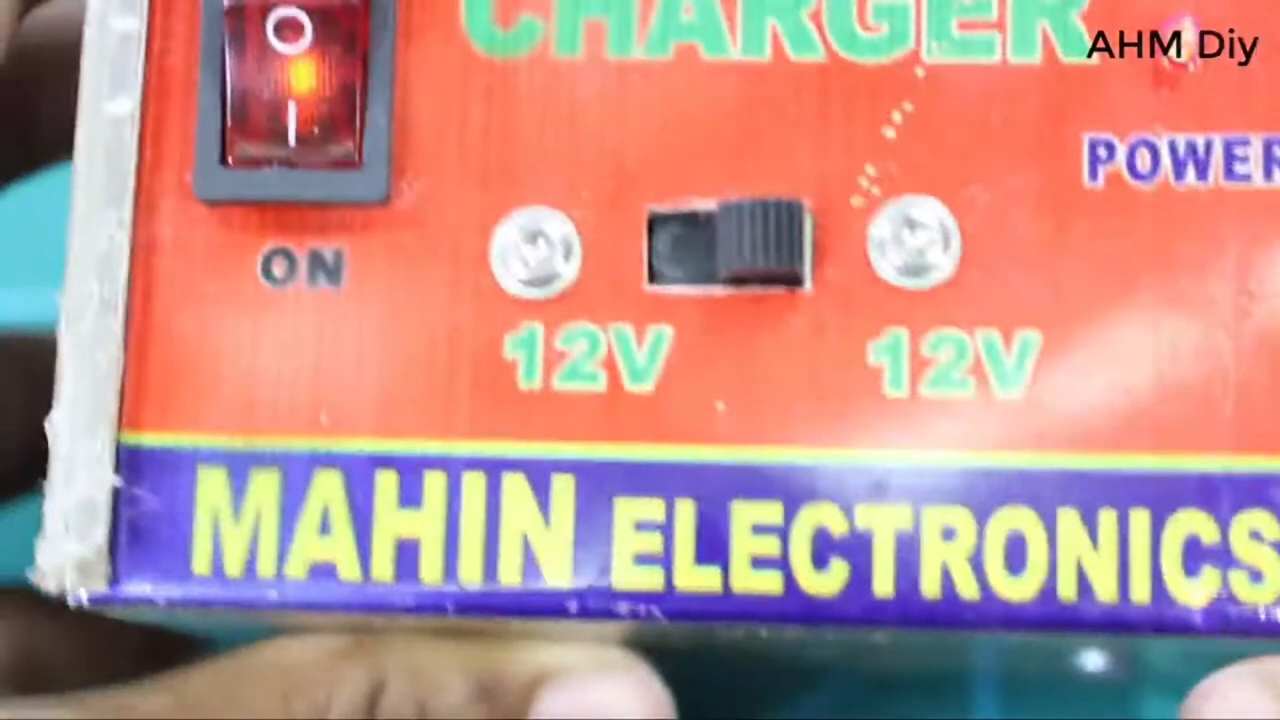 CHARGER
AHM Diy
POWER
ON
12V
12V
MAHIN ELECTRONICS